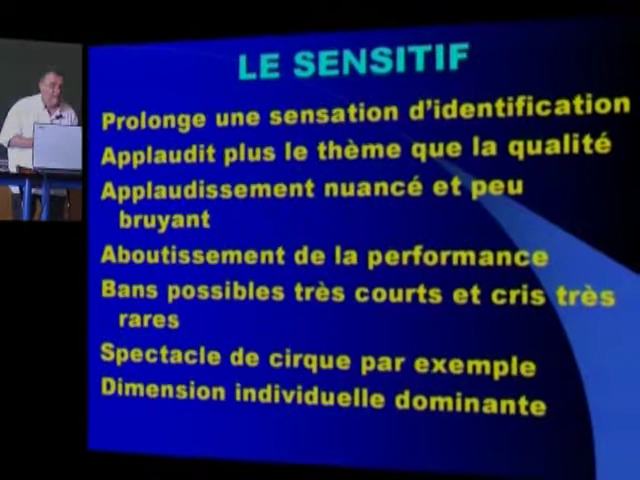 LE SENSITIF
Prolonge une sensation d'identification
Applaudit plus le thème que la qualité
Applaudissement nuancé et peu
bruyant
Aboutissement de la performance
Bans possibles très courts et cris très
rares
Spectacle de cirque par exemple
Dimension individuelle dominante